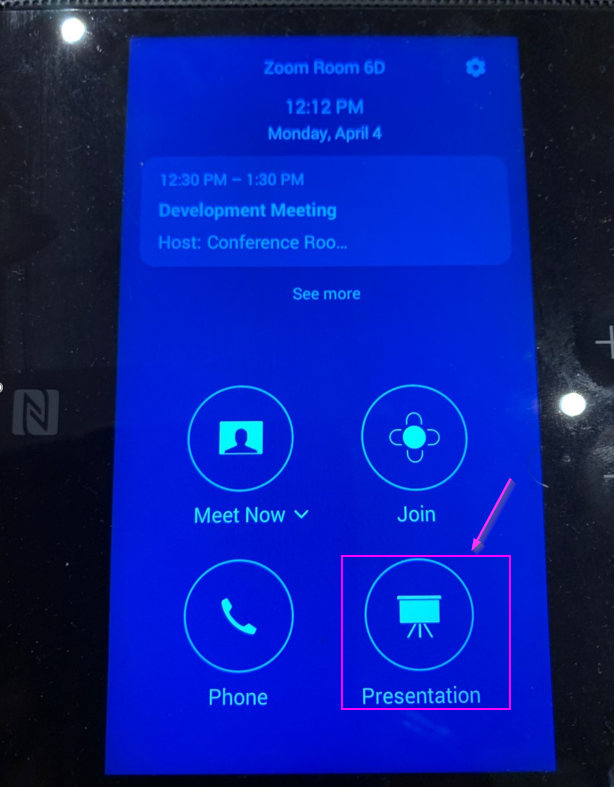 Zoom Room 6D
12:12 PM
Monday, April 4
12:30 PM – 1:30 PM
Development Meeting
Host: Conference Roo...
See more
Meet Now
Join
Phone
Presentation